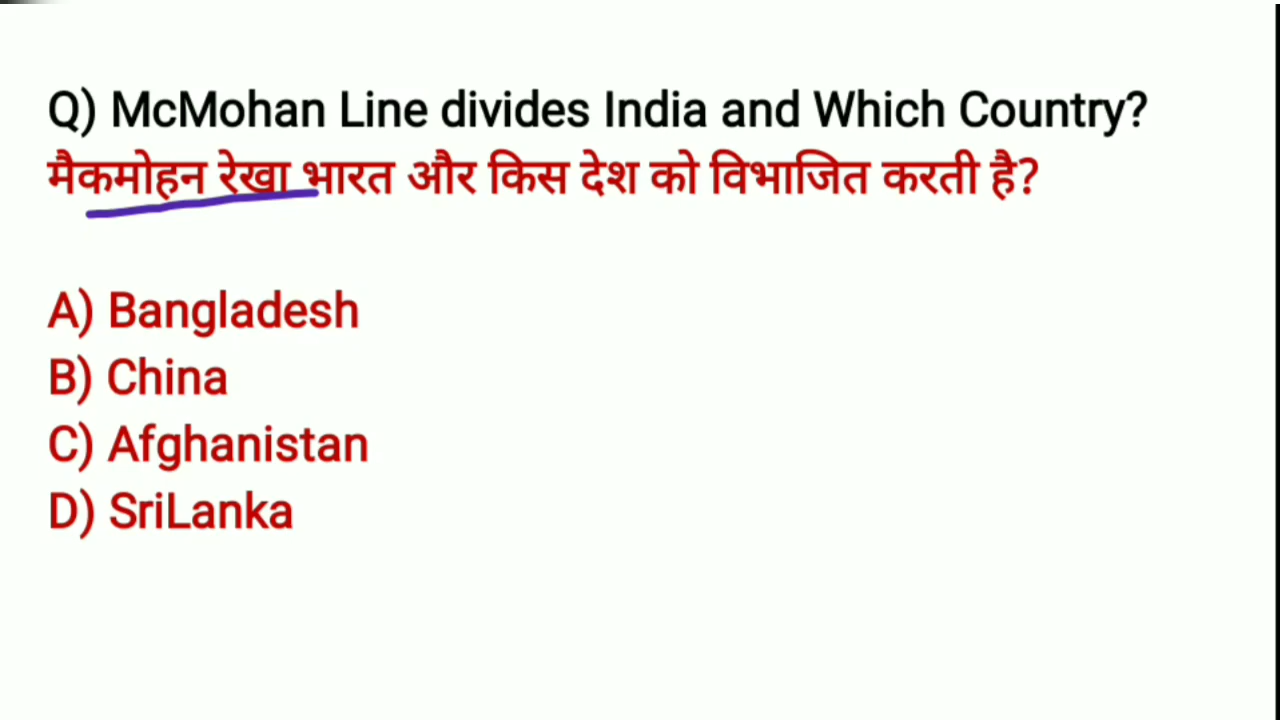 Q) McMohan Line divides India and Which Country?
मैकमोहन रेखा भारत और किस देश को विभाजित करती है?
A) Bangladesh
B) China
C) Afghanistan
D) SriLanka